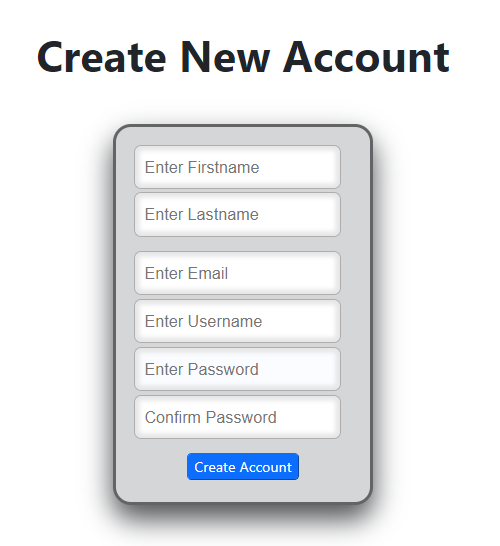 Create New Account
Enter Firstname
Enter Lastname
Enter Email
Enter Username
Enter Password
Confirm Password
Create Account